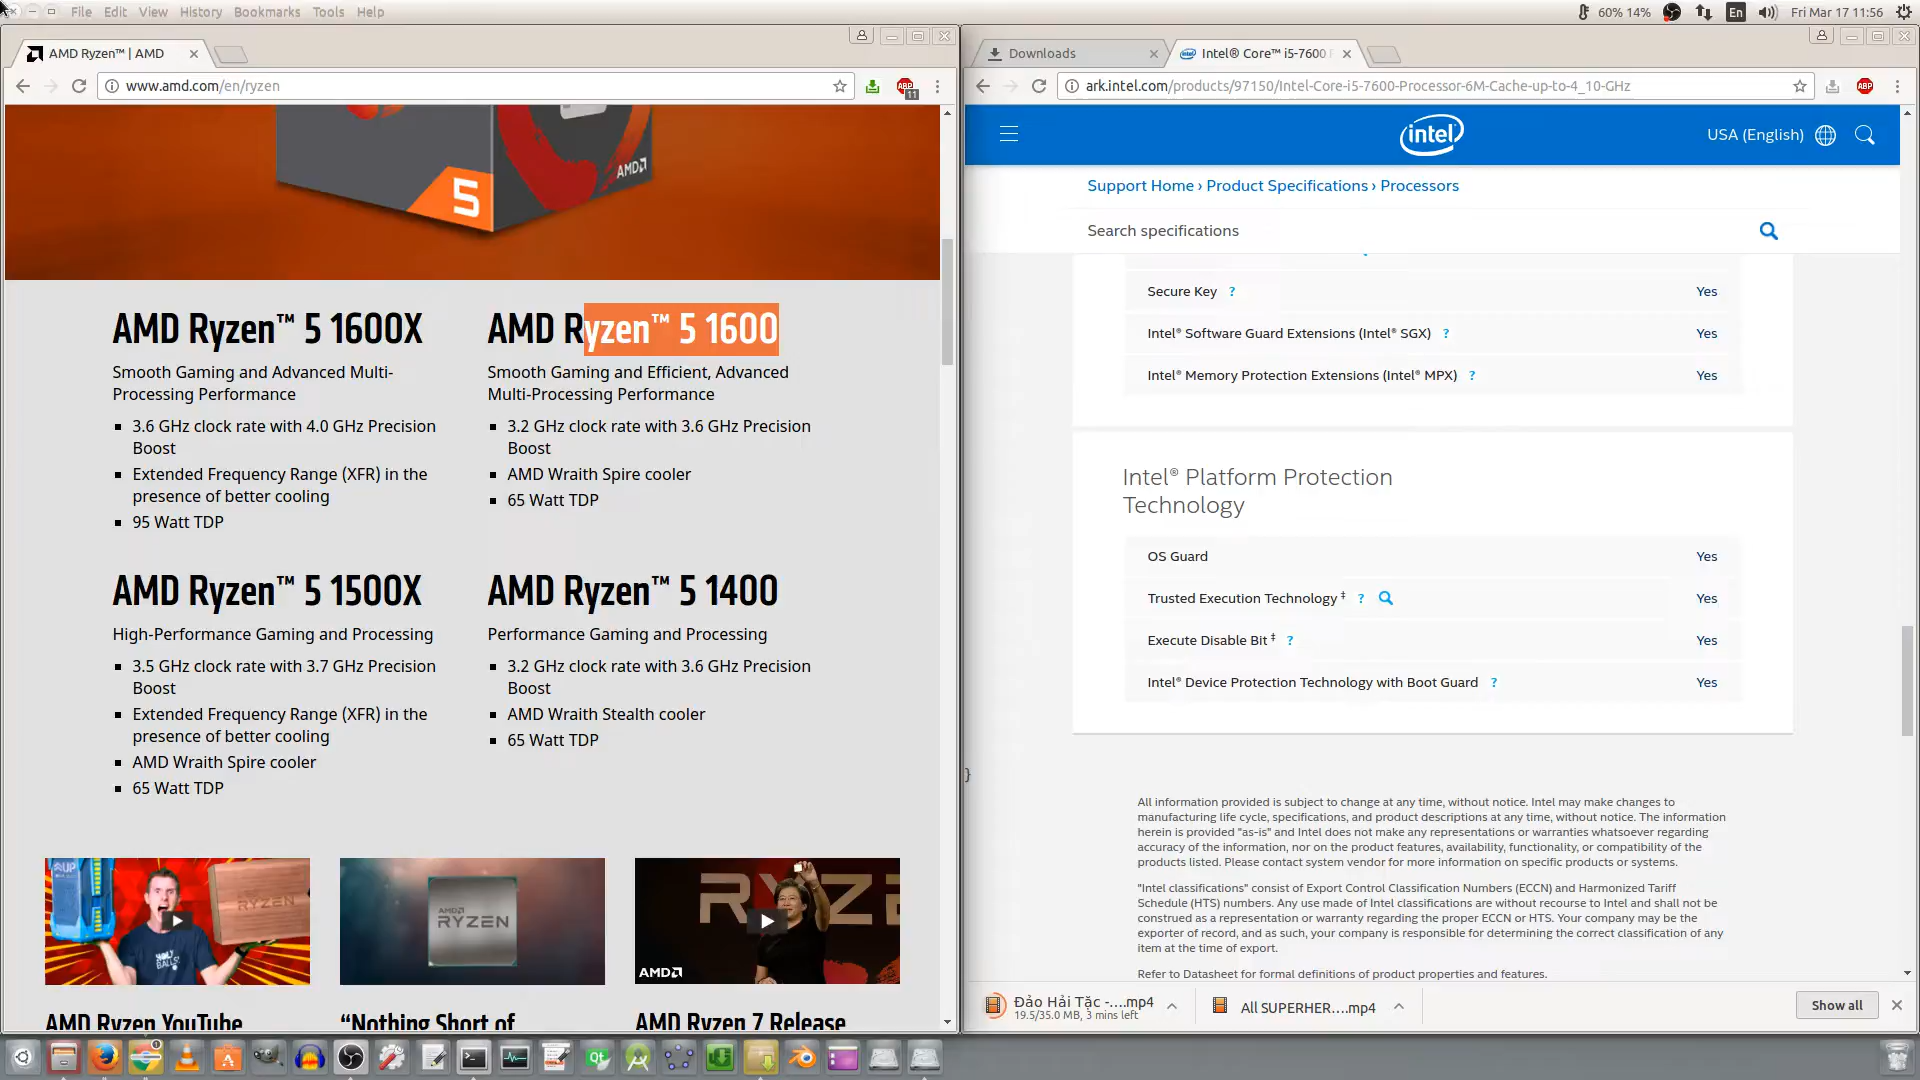 File Edit View History Bookmarks Tools Help
60% 14% En Fri Mar 17 11:56
AMD Ryzen™ | AMD
www.amd.com/en/ryzen
ABP
11
5
AMD
AMD Ryzen™ 5 1600X
Smooth Gaming and Advanced Multi-
Processing Performance
3.6 GHz clock rate with 4.0 GHz Precision
Boost
Extended Frequency Range (XFR) in the
presence of better cooling
95 Watt TDP
AMD Ryzen™ 5 1600
Smooth Gaming and Efficient, Advanced
Multi-Processing Performance
3.2 GHz clock rate with 3.6 GHz Precision
Boost
AMD Wraith Spire cooler
65 Watt TDP
AMD Ryzen™ 5 1500X
High-Performance Gaming and Processing
3.5 GHz clock rate with 3.7 GHz Precision
Boost
Extended Frequency Range (XFR) in the
presence of better cooling
AMD Wraith Spire cooler
65 Watt TDP
AMD Ryzen™ 5 1400
Performance Gaming and Processing
3.2 GHz clock rate with 3.6 GHz Precision
Boost
AMD Wraith Stealth cooler
65 Watt TDP
RYZEN
HOLY
BALLS!
AMD
RYZEN
RYZE
AMD
AMD Ryzen YouTube
“Nothing Short of
AMD Ryzen 7 Release
Downloads
Intel® Core™ i5-7600
ark.intel.com/products/97150/Intel-Core-i5-7600-Processor-6M-Cache-up-to-4_10-GHz
ABP
intel
USA (English)
Support Home › Product Specifications › Processors
Search specifications
Secure Key ? Yes
Intel® Software Guard Extensions (Intel® SGX) ? Yes
Intel® Memory Protection Extensions (Intel® MPX) ? Yes
Intel® Platform Protection
Technology
OS Guard Yes
Trusted Execution Technology ‡ ? Yes
Execute Disable Bit ‡ ? Yes
Intel® Device Protection Technology with Boot Guard ? Yes
}
All information provided is subject to change at any time, without notice. Intel may make changes to
manufacturing life cycle, specifications, and product descriptions at any time, without notice. The information
herein is provided "as-is" and Intel does not make any representations or warranties whatsoever regarding
accuracy of the information, nor on the product features, availability, functionality, or compatibility of the
products listed. Please contact system vendor for more information on specific products or systems.
"Intel classifications" consist of Export Control Classification Numbers (ECCN) and Harmonized Tariff
Schedule (HTS) numbers. Any use made of Intel classifications are without recourse to Intel and shall not be
construed as a representation or warranty regarding the proper ECCN or HTS. Your company may be the
exporter of record, and as such, your company is responsible for determining the correct classification of any
item at the time of export.
Refer to Datasheet for formal definitions of product properties and features.
Đảo Hải Tặc -....mp4
19.5/35.0 MB, 3 mins left
All SUPERHER....mp4
Show all
Qt